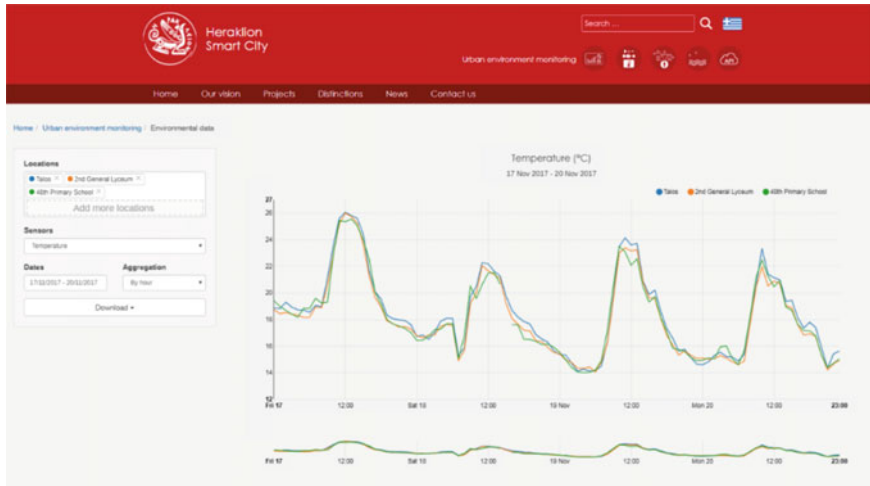 Heraklion
Smart City
Search ...
Urban environment monitoring
Home Our vision Projects Distinctions News Contact us
Home / Urban environment monitoring / Environmental data
Locations
Talos × 2nd General Lyceum ×
40th Primary School ×
Add more locations
Sensors
Temperature
Dates Aggregation
17/11/2017 - 20/11/2017 By hour
Download
Temperature (°C)
17 Nov 2017 - 20 Nov 2017
Talos 2nd General Lyceum 40th Primary School
27
26
24
22
20
18
16
14
12
Fri 17 12:00 Sat 18 12:00 19 Nov 12:00 Mon 20 12:00 23:00
Fri 17 12:00 Sat 18 12:00 19 Nov 12:00 Mon 20 12:00 23:00